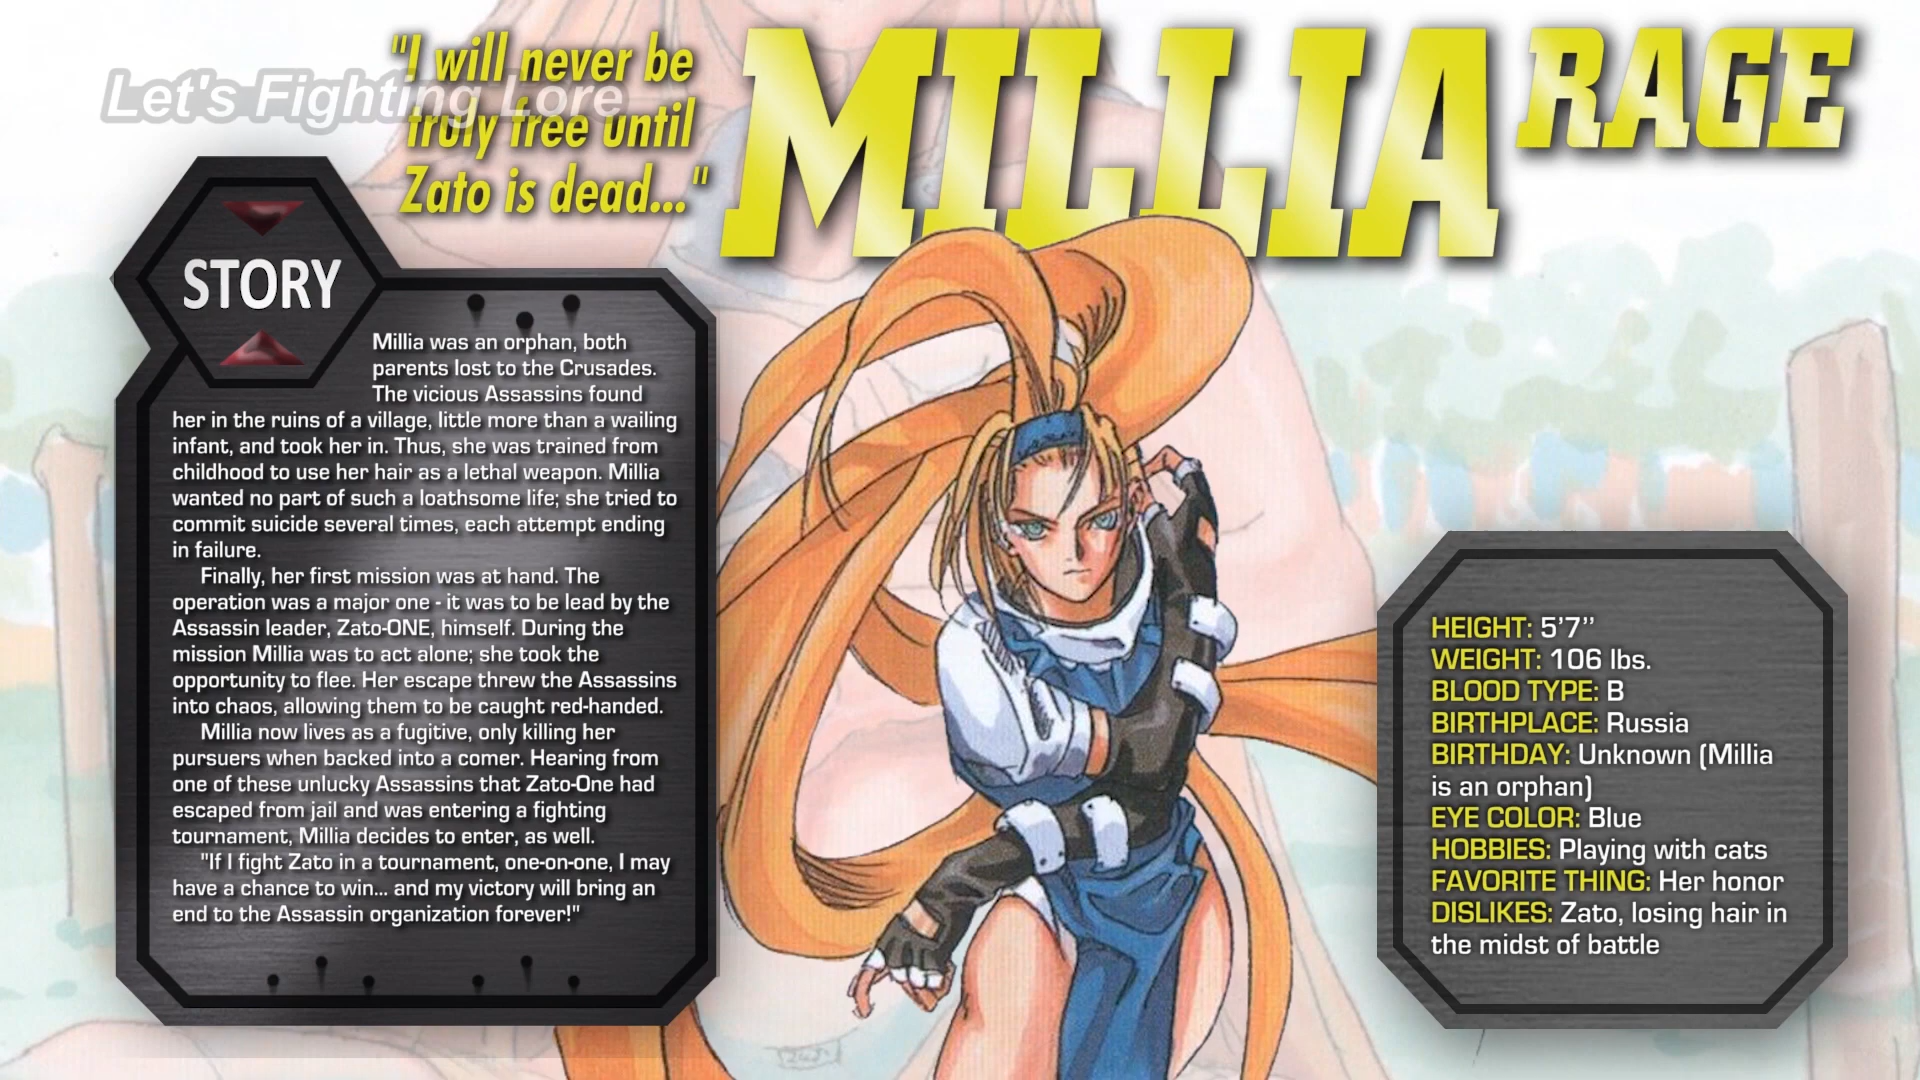 "I will never be
truly free until
Zato is dead..."
Let's Fighting Lore
MILLIA RAGE
STORY
Millia was an orphan, both
parents lost to the Crusades.
The vicious Assassins found
her in the ruins of a village, little more than a wailing
infant, and took her in. Thus, she was trained from
childhood to use her hair as a lethal weapon. Millia
wanted no part of such a loathsome life; she tried to
commit suicide several times, each attempt ending
in failure.
Finally, her first mission was at hand. The
operation was a major one - it was to be lead by the
Assassin leader, Zato-ONE, himself. During the
mission Millia was to act alone; she took the
opportunity to flee. Her escape threw the Assassins
into chaos, allowing them to be caught red-handed.
Millia now lives as a fugitive, only killing her
pursuers when backed into a comer. Hearing from
one of these unlucky Assassins that Zato-One had
escaped from jail and was entering a fighting
tournament, Millia decides to enter, as well.
"If I fight Zato in a tournament, one-on-one, I may
have a chance to win... and my victory will bring an
end to the Assassin organization forever!"
HEIGHT: 5'7''
WEIGHT: 106 lbs.
BLOOD TYPE: B
BIRTHPLACE: Russia
BIRTHDAY: Unknown (Millia
is an orphan)
EYE COLOR: Blue
HOBBIES: Playing with cats
FAVORITE THING: Her honor
DISLIKES: Zato, losing hair in
the midst of battle